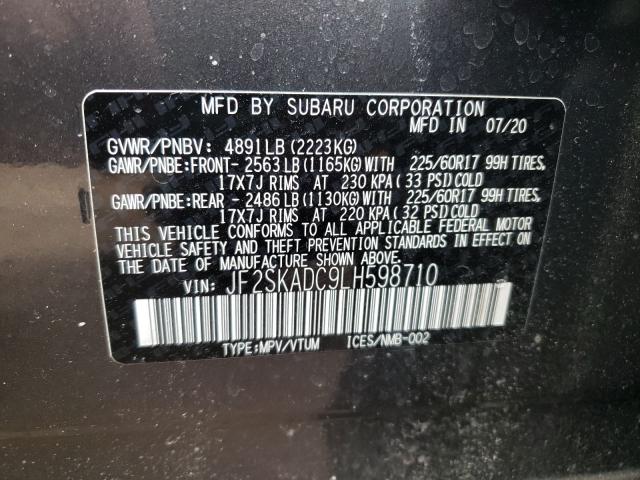 MFD BY SUBARU CORPORATION
MFD IN 07/20
GVWR/PNBV: 4891LB (2223KG)
GAWR/PNBE:FRONT- 2563LB (1165KG) WITH 225/60R17 99H TIRES,
17X7J RIMS AT 230 KPA (33 PSI) COLD
GAWR/PNBE:REAR - 2486LB (1130KG) WITH 225/60R17 99H TIRES,
17X7J RIMS AT 220 KPA (32 PSI) COLD
THIS VEHICLE CONFORMS TO ALL APPLICABLE FEDERAL MOTOR
VEHICLE SAFETY AND THEFT PREVENTION STANDARDS IN EFFECT ON
THE DATE OF MANUFACTURE SHOWN ABOVE.
VIN: JF2SKADC9LH598710
TYPE:MPV/VTUM ICES/NMB-002